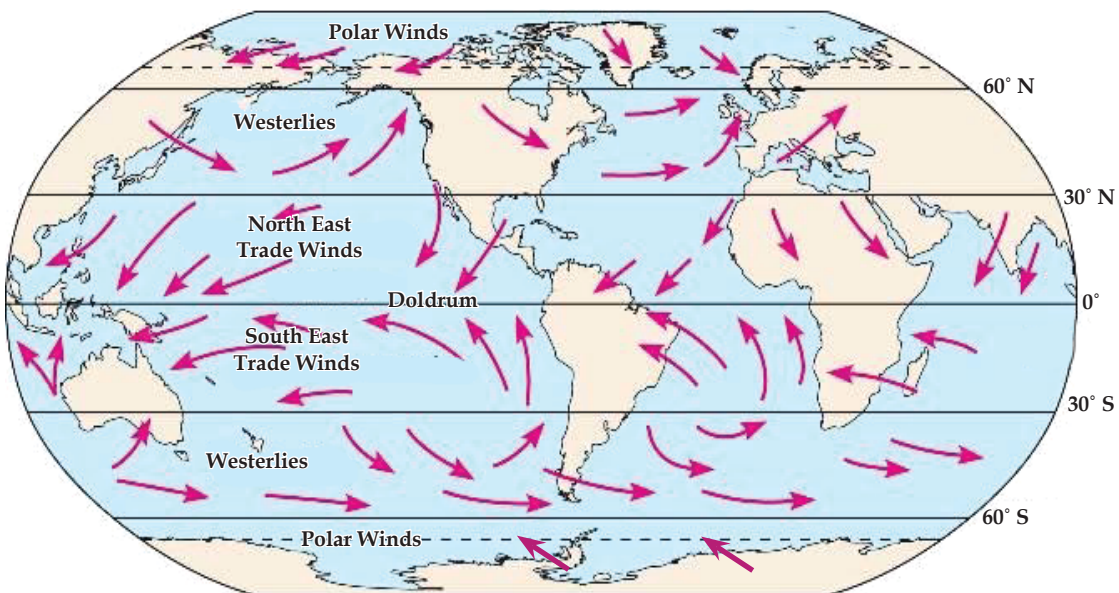 Polar Winds
60° N
Westerlies
30° N
North East
Trade Winds
Doldrum
0°
South East
Trade Winds
30° S
Westerlies
60° S
Polar Winds